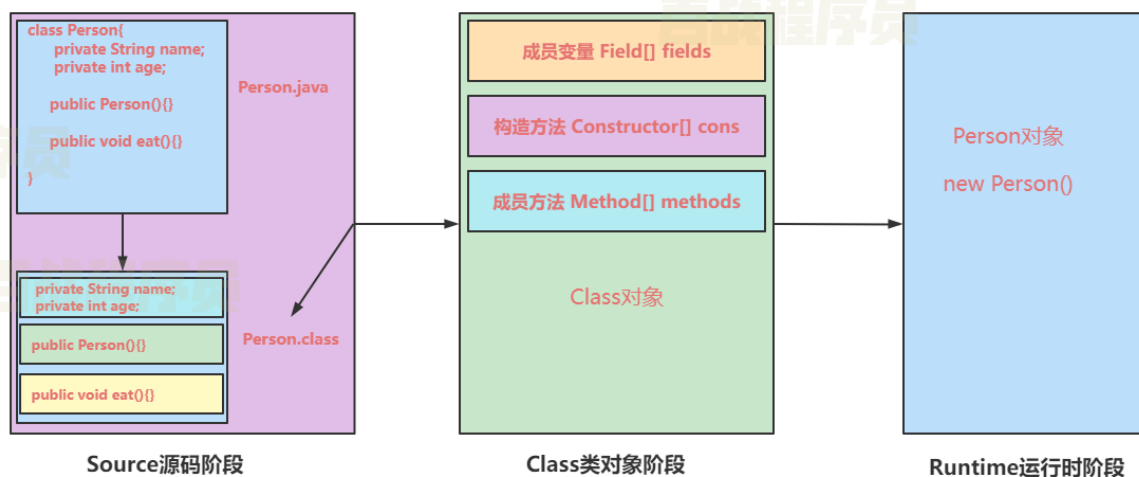 class Person{
private String name;
private int age;
public Person(){}
public void eat(){}
}
Person.java
private String name;
private int age;
public Person(){}
public void eat(){}
Person.class
Source源码阶段
成员变量 Field[] fields
构造方法 Constructor[] cons
成员方法 Method[] methods
Class对象
Class类对象阶段
Person对象
new Person()
Runtime运行时阶段